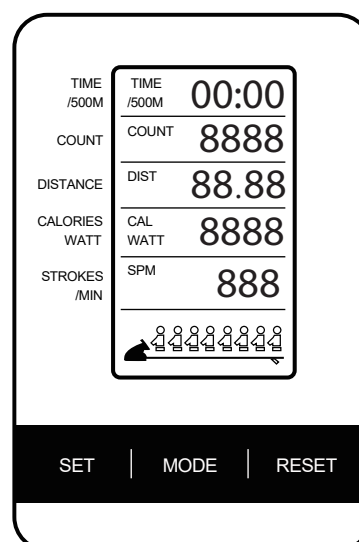 TIME
/500M
TIME
/500M
00:00
COUNT
COUNT
8888
DISTANCE
DIST
88.88
CALORIES
WATT
CAL
WATT
8888
STROKES
/MIN
SPM
888
SET
MODE
RESET